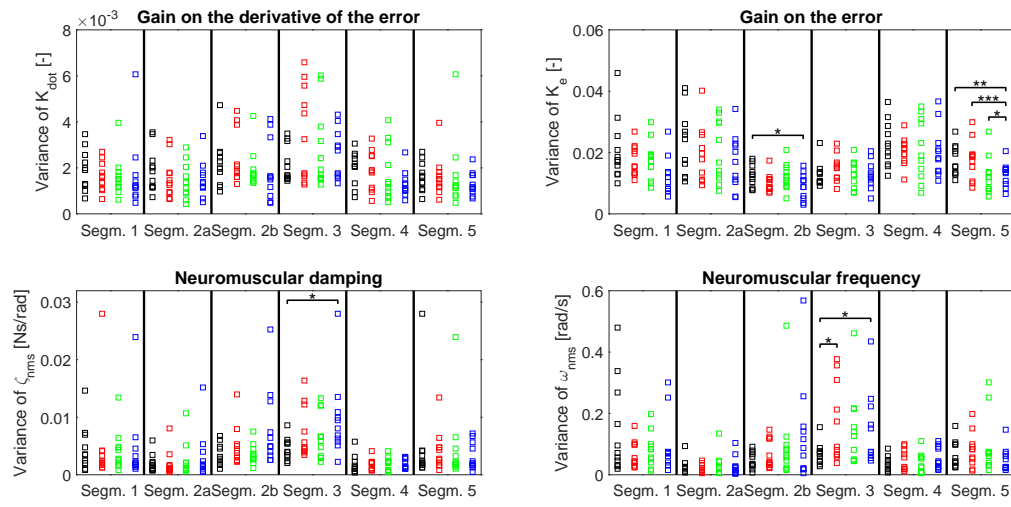 Gain on the derivative of the error
×10⁻³
8
6
4
2
0
Variance of K_dot [-]
Segm. 1 Segm. 2a Segm. 2b Segm. 3 Segm. 4 Segm. 5
Gain on the error
0.06
0.04
0.02
0
Variance of K_e [-]
*
**
***
*
Segm. 1 Segm. 2a Segm. 2b Segm. 3 Segm. 4 Segm. 5
Neuromuscular damping
0.03
0.02
0.01
0
Variance of ζ_nms [Ns/rad]
*
Segm. 1 Segm. 2a Segm. 2b Segm. 3 Segm. 4 Segm. 5
Neuromuscular frequency
0.6
0.4
0.2
0
Variance of ω_nms [rad/s]
*
*
Segm. 1 Segm. 2a Segm. 2b Segm. 3 Segm. 4 Segm. 5